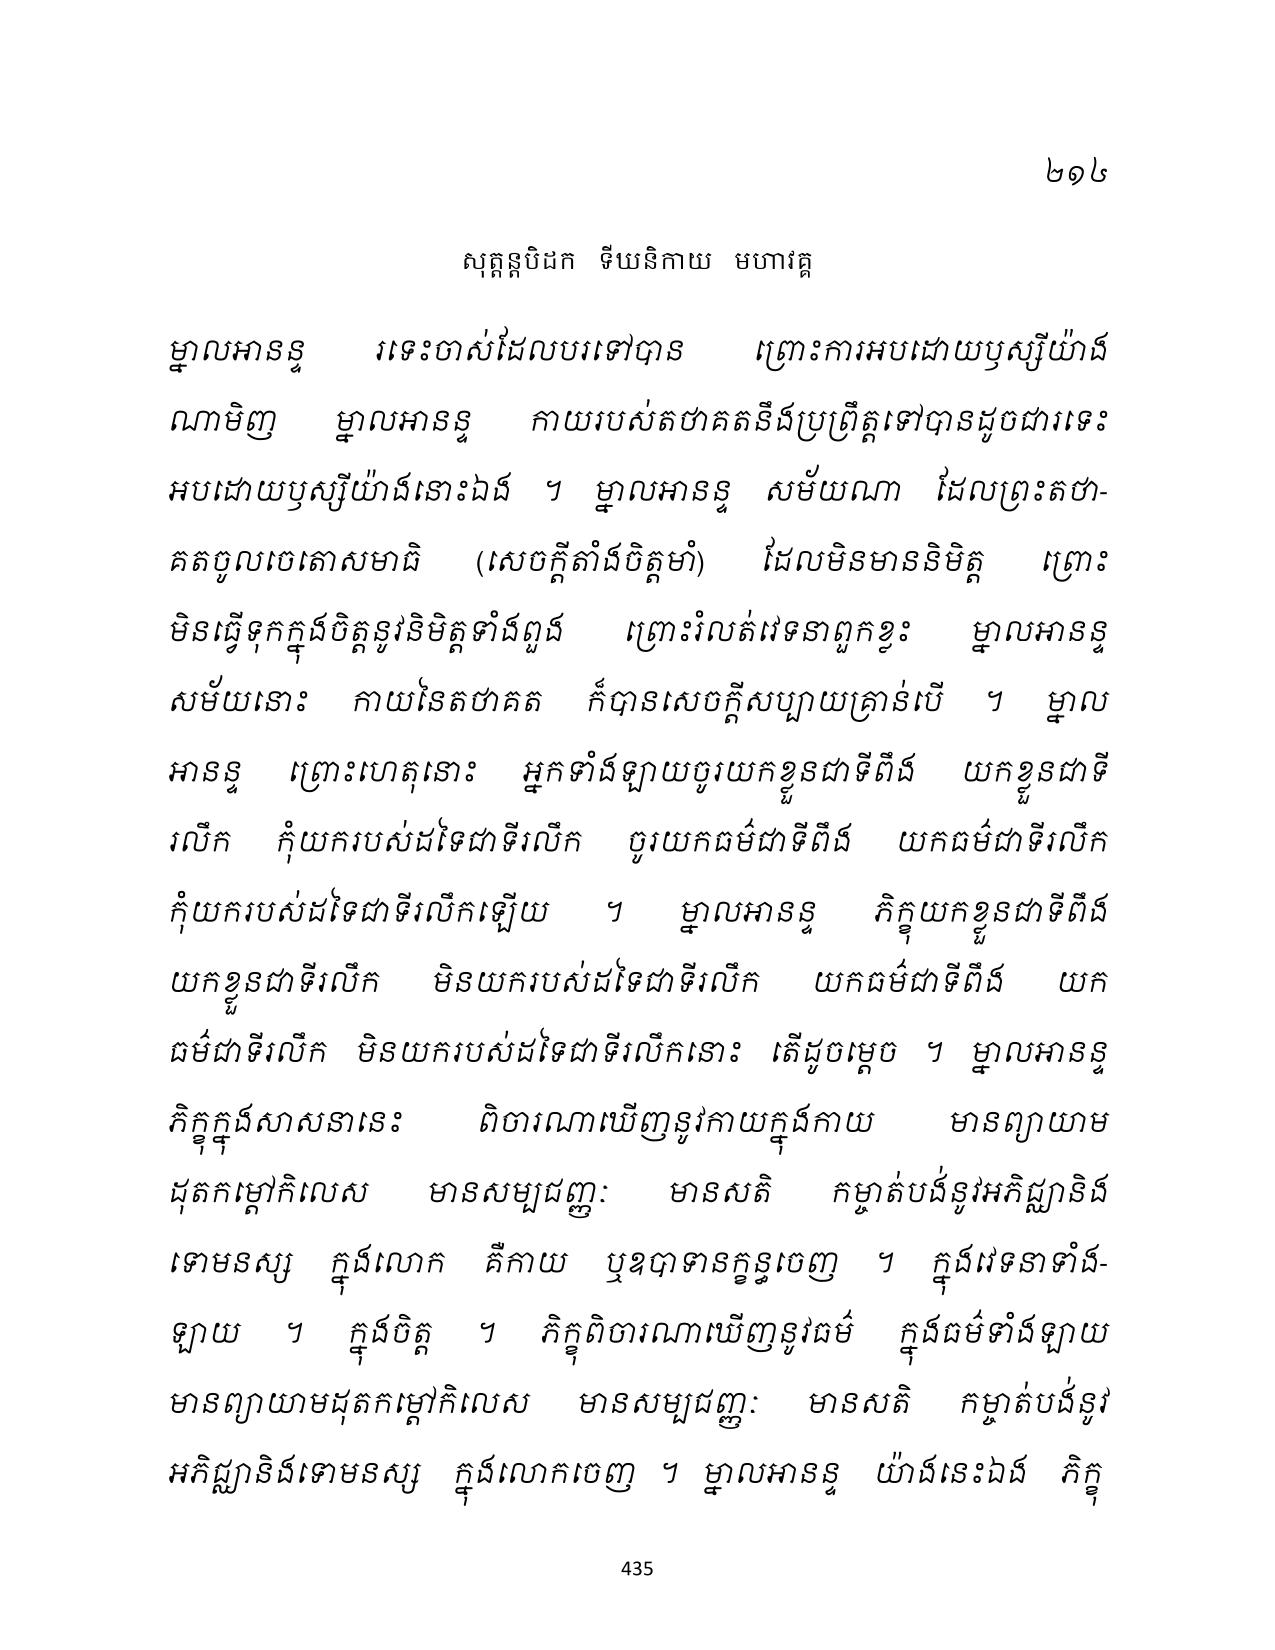 ២១៤
សុត្តន្តបិដក ទីឃនិកាយ មហាវគ្គ
ម្នាលអានន្ទ រទេះចាស់ដែលបរទៅបាន ព្រោះការអបដោយឫស្សីយ៉ាង
ណាមិញ ម្នាលអានន្ទ កាយរបស់តថាគតនឹងប្រព្រឹត្តទៅបានដូចជារទេះ
អបដោយឫស្សីយ៉ាងនោះឯង ។ ម្នាលអានន្ទ សម័យណា ដែលព្រះតថា-
គតចូលចេតោសមាធិ (សេចក្តីតាំងចិត្តមាំ) ដែលមិនមាននិមិត្ត ព្រោះ
មិនធ្វើទុកក្នុងចិត្តនូវនិមិត្តទាំងពួង ព្រោះរំលត់វេទនាពួកខ្លះ ម្នាលអានន្ទ
សម័យនោះ កាយនៃតថាគត ក៏បានសេចក្តីសប្បាយគ្រាន់បើ ។ ម្នាល
អានន្ទ ព្រោះហេតុនោះ អ្នកទាំងឡាយចូរយកខ្លួនជាទីពឹង យកខ្លួនជាទី
រលឹក កុំយករបស់ដទៃជាទីរលឹក ចូរយកធម៌ជាទីពឹង យកធម៌ជាទីរលឹក
កុំយករបស់ដទៃជាទីរលឹកឡើយ ។ ម្នាលអានន្ទ ភិក្ខុយកខ្លួនជាទីពឹង
យកខ្លួនជាទីរលឹក មិនយករបស់ដទៃជាទីរលឹក យកធម៌ជាទីពឹង យក
ធម៌ជាទីរលឹក មិនយករបស់ដទៃជាទីរលឹកនោះ តើដូចម្តេច ។ ម្នាលអានន្ទ
ភិក្ខុក្នុងសាសនានេះ ពិចារណាឃើញនូវកាយក្នុងកាយ មានព្យាយាម
ដុតកម្តៅកិលេស មានសម្បជញ្ញៈ មានសតិ កម្ចាត់បង់នូវអភិជ្ឈានិង
ទោមនស្ស ក្នុងលោក គឺកាយ ឬឧបាទានក្ខន្ធចេញ ។ ក្នុងវេទនាទាំង-
ឡាយ ។ ក្នុងចិត្ត ។ ភិក្ខុពិចារណាឃើញនូវធម៌ ក្នុងធម៌ទាំងឡាយ
មានព្យាយាមដុតកម្តៅកិលេស មានសម្បជញ្ញៈ មានសតិ កម្ចាត់បង់នូវ
អភិជ្ឈានិងទោមនស្ស ក្នុងលោកចេញ ។ ម្នាលអានន្ទ យ៉ាងនេះឯង ភិក្ខុ
435